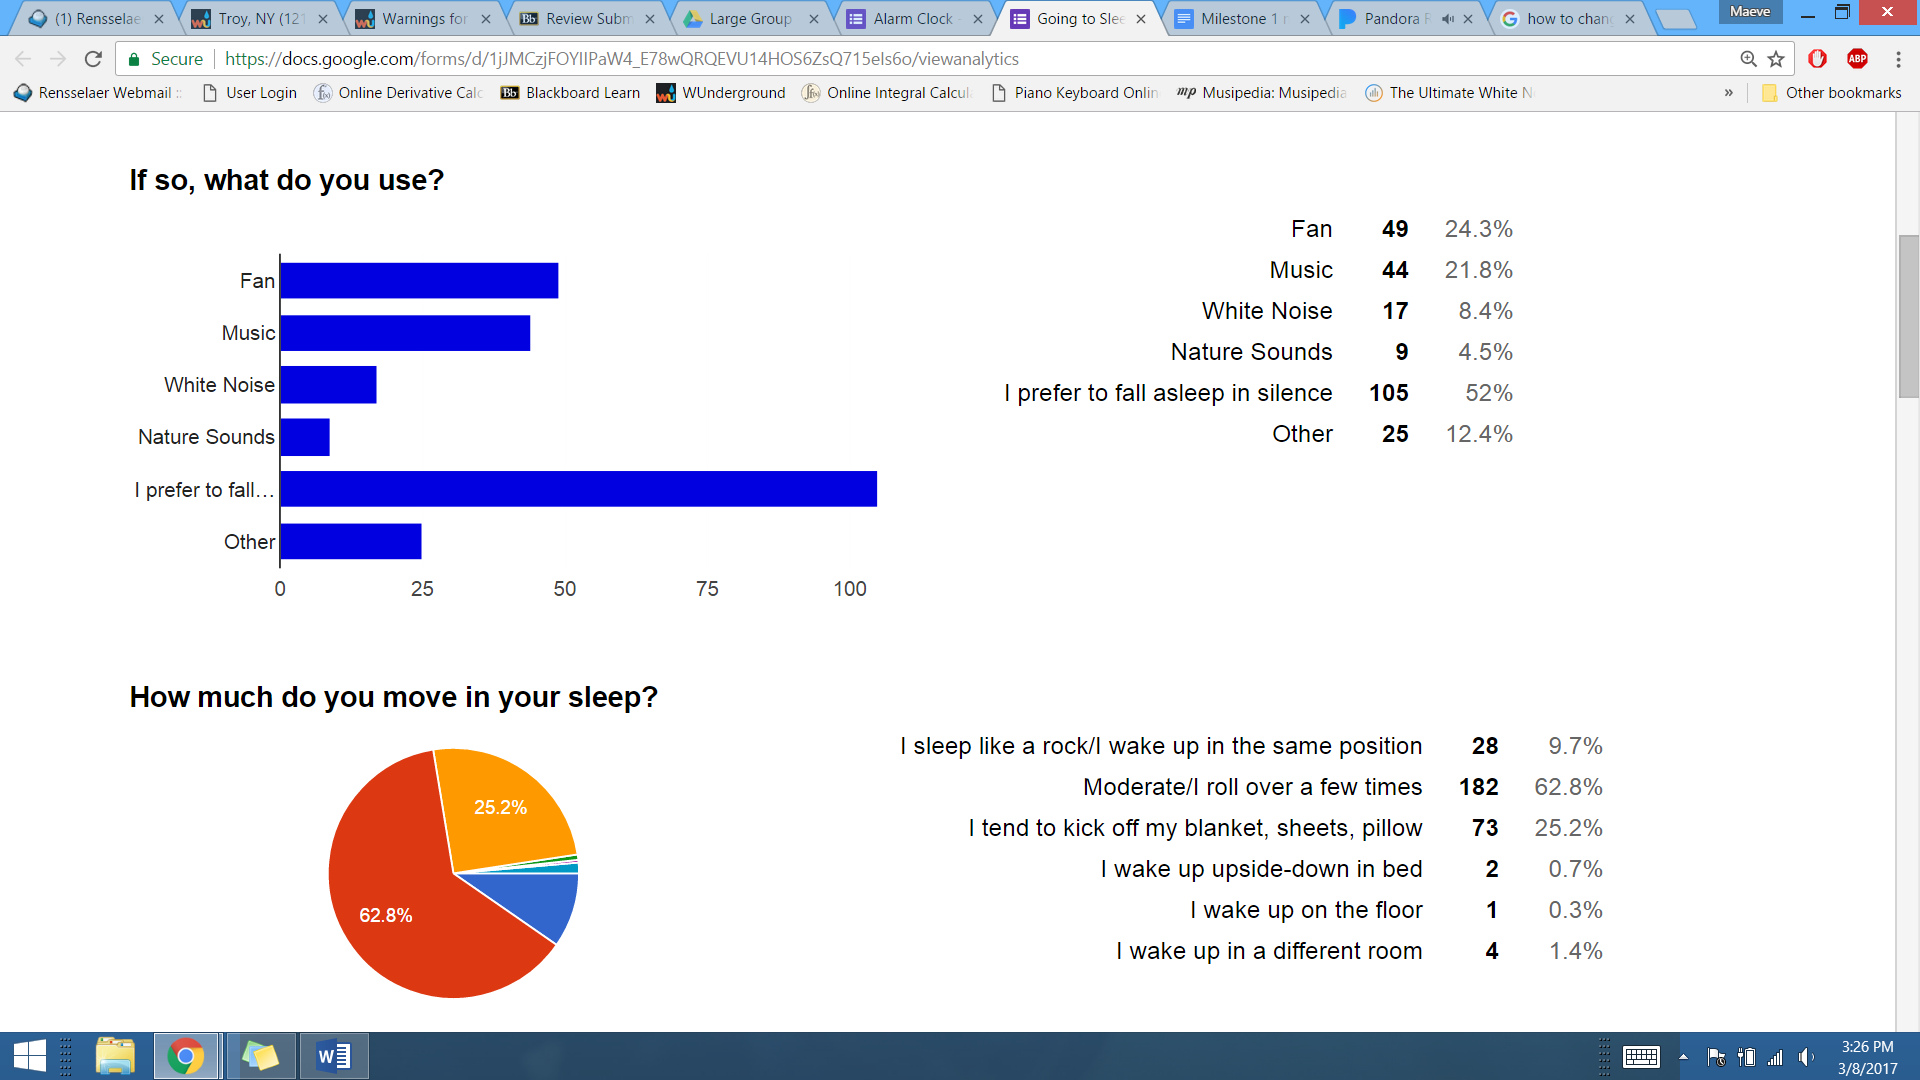 (1) Rensselae
Troy, NY (121
Warnings for
Review Subm
Large Group
Alarm Clock
Going to Slee
Milestone 1
Pandora R
how to chang
Maeve
Secure
https://docs.google.com/forms/d/1jJMCzjFOYIIPaW4_E78wQRQEVU14HOS6ZsQ715eIs6o/viewanalytics
ABP
Rensselaer Webmail ::
User Login
Online Derivative Calc
Bb
Blackboard Learn
WUnderground
Online Integral Calcul
Piano Keyboard Onlin
mp
Musipedia: Musipedia
The Ultimate White N
»
Other bookmarks
If so, what do you use?
Fan
Music
White Noise
Nature Sounds
I prefer to fall…
Other
0 25 50 75 100
Fan 49 24.3%
Music 44 21.8%
White Noise 17 8.4%
Nature Sounds 9 4.5%
I prefer to fall asleep in silence 105 52%
Other 25 12.4%
How much do you move in your sleep?
25.2%
62.8%
I sleep like a rock/I wake up in the same position 28 9.7%
Moderate/I roll over a few times 182 62.8%
I tend to kick off my blanket, sheets, pillow 73 25.2%
I wake up upside-down in bed 2 0.7%
I wake up on the floor 1 0.3%
I wake up in a different room 4 1.4%
3:26 PM
3/8/2017